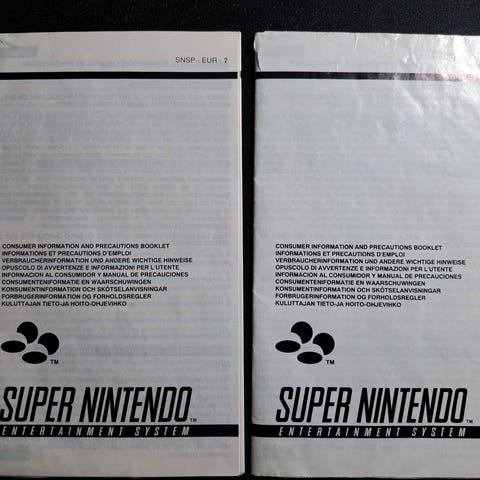 SNSP - EUR - 2
CONSUMER INFORMATION AND PRECAUTIONS BOOKLET
INFORMATIONS ET PRECAUTIONS D'EMPLOI
VERBRAUCHERINFORMATION UND ANDERE WICHTIGE HINWEISE
OPUSCOLO DI AVVERTENZE E INFORMAZIONI PER L'UTENTE
INFORMACION AL CONSUMIDOR Y MANUAL DE PRECAUCIONES
CONSUMENTENINFORMATIE EN WAARSCHUWINGEN
KONSUMENTINFORMATION OCH SKÖTSELANVISNINGAR
FORBRUGERINFORMATION OG FORHOLDSREGLER
KULUTTAJAN TIETO-JA HOITO-OHJEVIHKO
TM
SUPER NINTENDO TM
ENTERTAINMENT SYSTEM
CONSUMER INFORMATION AND PRECAUTIONS BOOKLET
INFORMATIONS ET PRECAUTIONS D'EMPLOI
VERBRAUCHERINFORMATION UND ANDERE WICHTIGE HINWEISE
OPUSCOLO DI AVVERTENZE E INFORMAZIONI PER L'UTENTE
INFORMACION AL CONSUMIDOR Y MANUAL DE PRECAUCIONES
CONSUMENTENINFORMATIE EN WAARSCHUWINGEN
KONSUMENTINFORMATION OCH SKÖTSELANVISNINGAR
FORBRUGERINFORMATION OG FORHOLDSREGLER
KULUTTAJAN TIETO-JA HOITO-OHJEVIHKO
TM
SUPER NINTENDO TM
ENTERTAINMENT SYSTEM